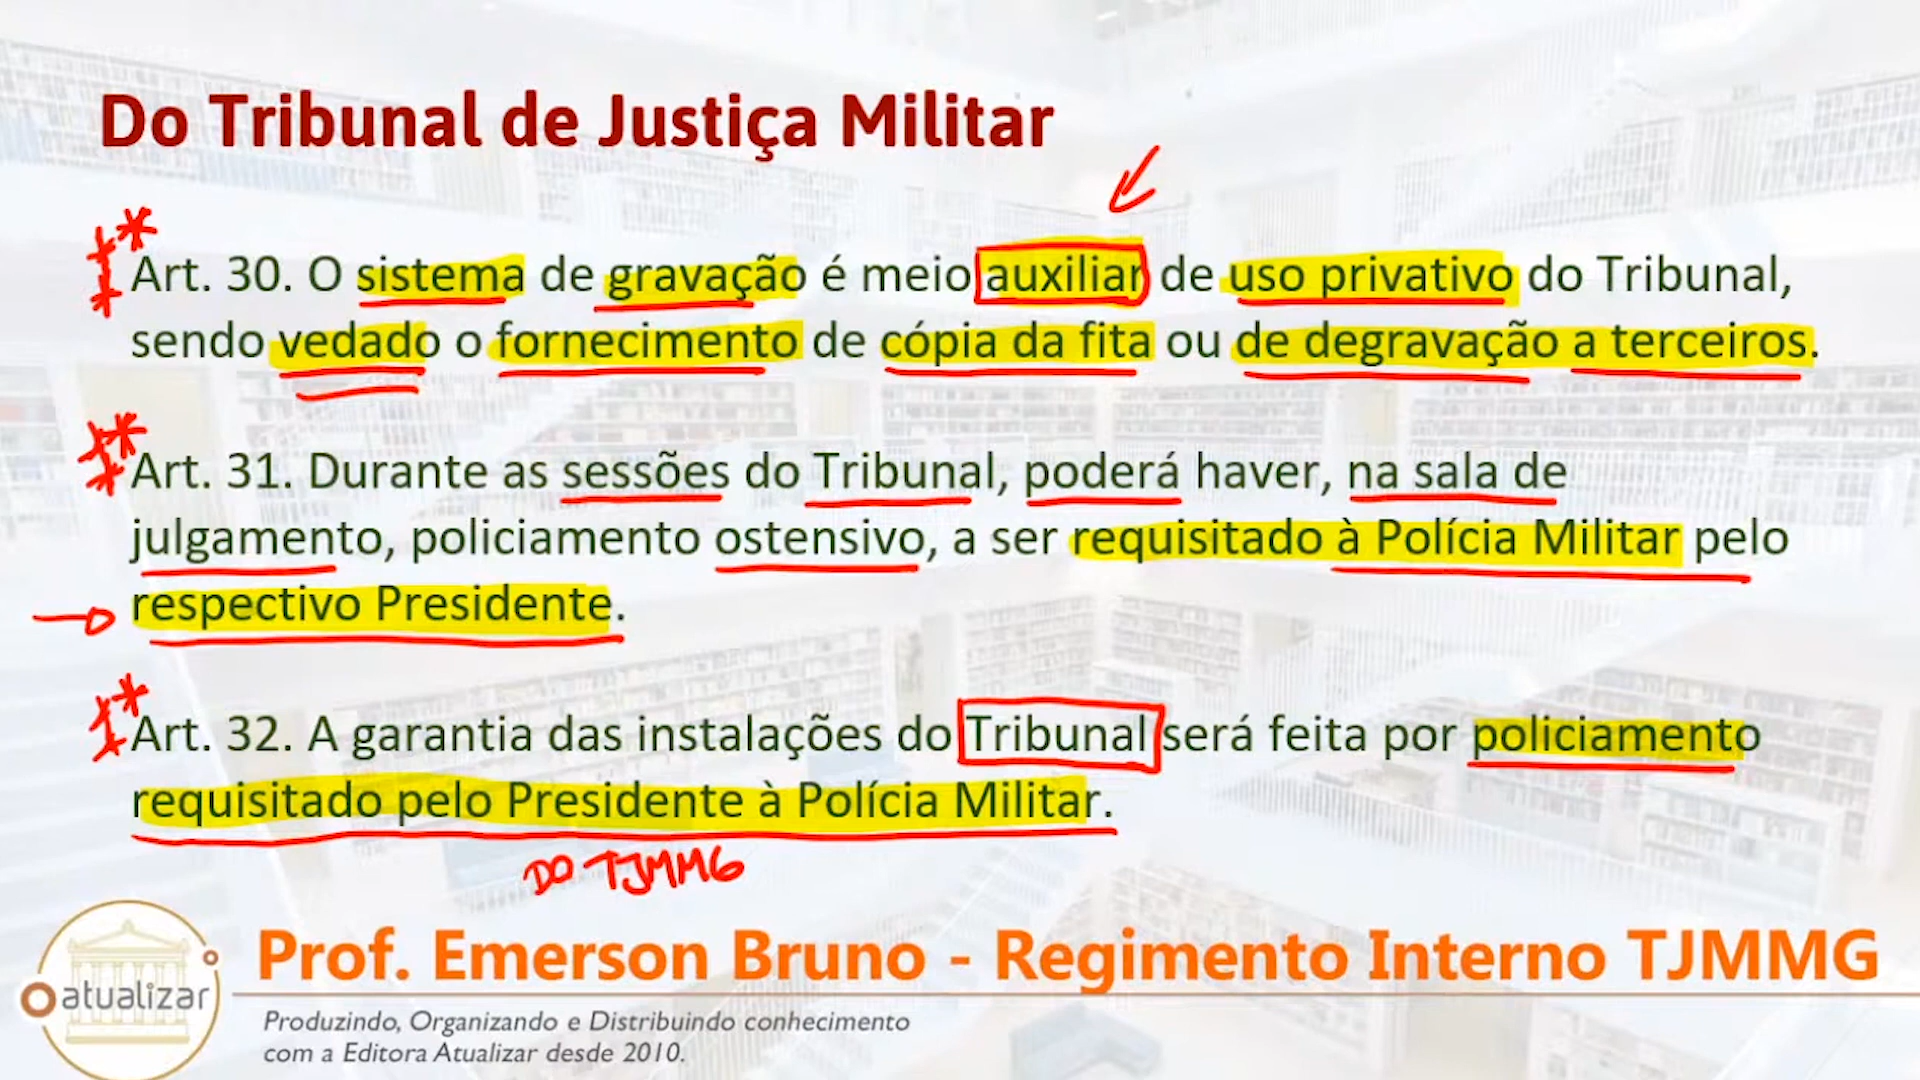 Do Tribunal de Justiça Militar
Art. 30. O sistema de gravação é meio auxiliar de uso privativo do Tribunal,
sendo vedado o fornecimento de cópia da fita ou de degravação a terceiros.
Art. 31. Durante as sessões do Tribunal, poderá haver, na sala de
julgamento, policiamento ostensivo, a ser requisitado à Polícia Militar pelo
respectivo Presidente.
Art. 32. A garantia das instalações do Tribunal será feita por policiamento
requisitado pelo Presidente à Polícia Militar.
DO TJMMG
Prof. Emerson Bruno - Regimento Interno TJMMG
atualizar
Produzindo, Organizando e Distribuindo conhecimento
com a Editora Atualizar desde 2010.